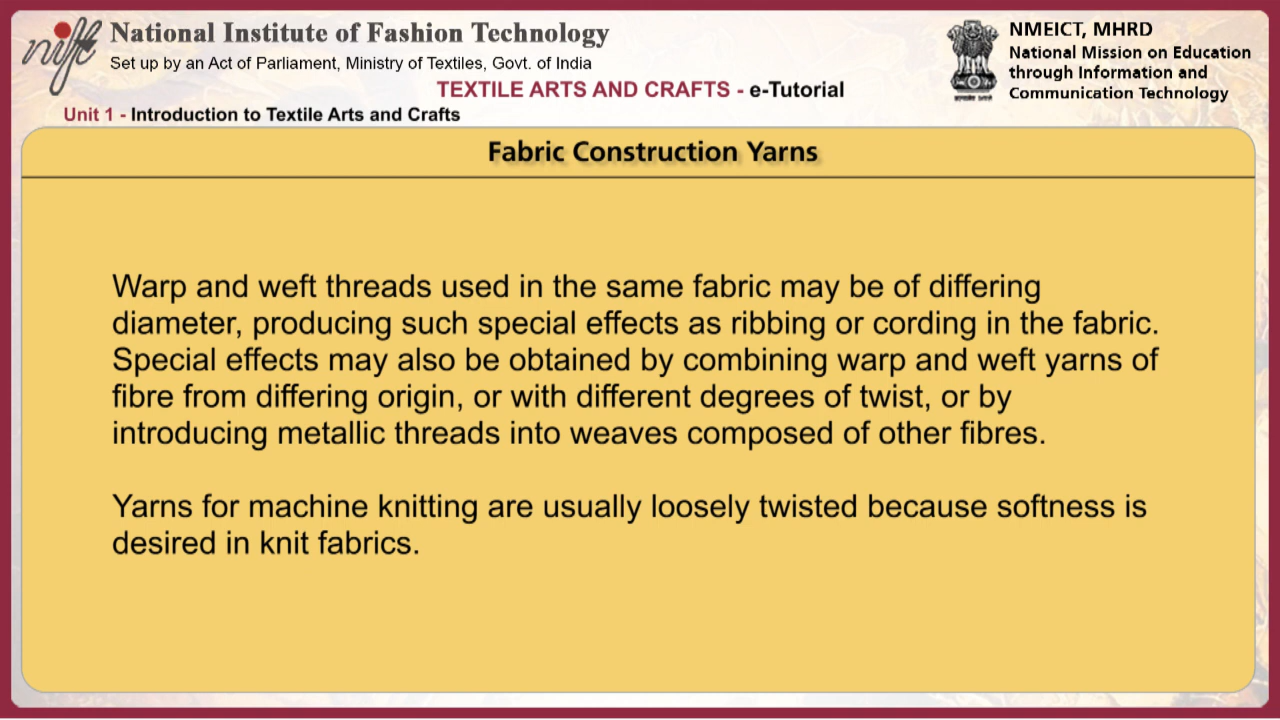 nift
National Institute of Fashion Technology
Set up by an Act of Parliament, Ministry of Textiles, Govt. of India
NMEICT, MHRD
National Mission on Education
through Information and
Communication Technology
TEXTILE ARTS AND CRAFTS - e-Tutorial
Unit 1 - Introduction to Textile Arts and Crafts
Fabric Construction Yarns
Warp and weft threads used in the same fabric may be of differing
diameter, producing such special effects as ribbing or cording in the fabric.
Special effects may also be obtained by combining warp and weft yarns of
fibre from differing origin, or with different degrees of twist, or by
introducing metallic threads into weaves composed of other fibres.
Yarns for machine knitting are usually loosely twisted because softness is
desired in knit fabrics.